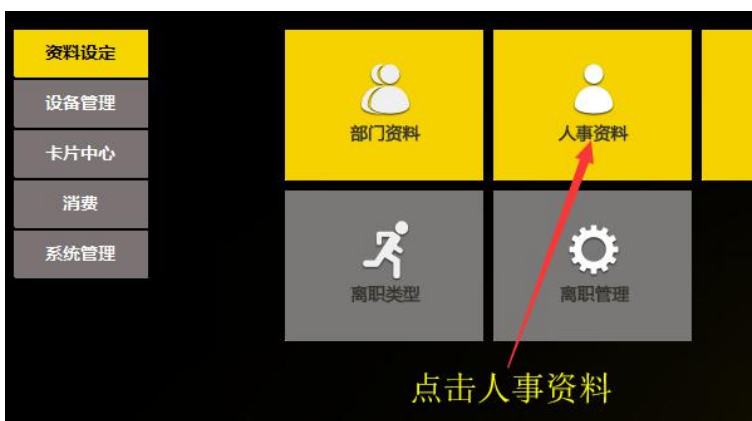 资料设定
设备管理
卡片中心
消费
系统管理
部门资料
人事资料
离职类型
离职管理
点击人事资料